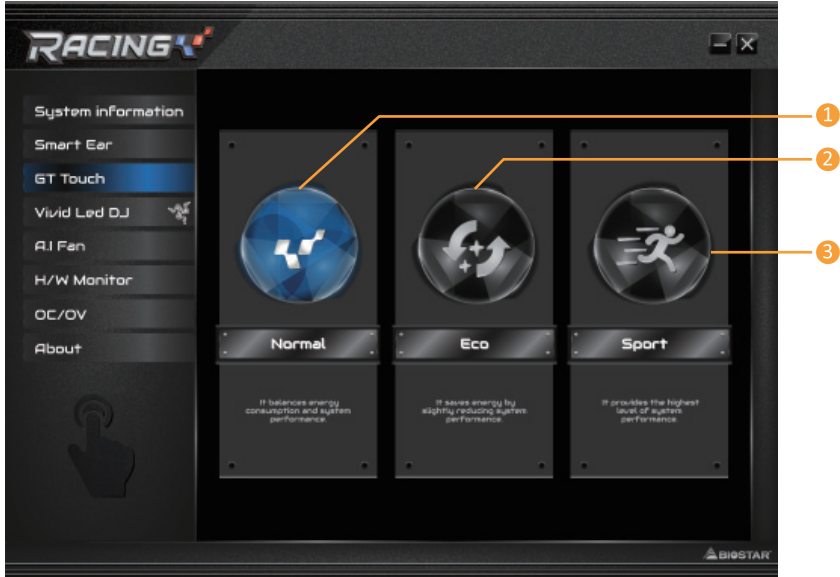 RACING
System information
Smart Ear
GT Touch
Vivid Led DJ
A.I Fan
H/W Monitor
OC/OV
About
1
2
3
Normal
Eco
Sport
It balances energy
consumption and system
performance.
It saves energy by
slightly reducing system
performance.
It provides the highest
level of system
performance
BIOSTAR